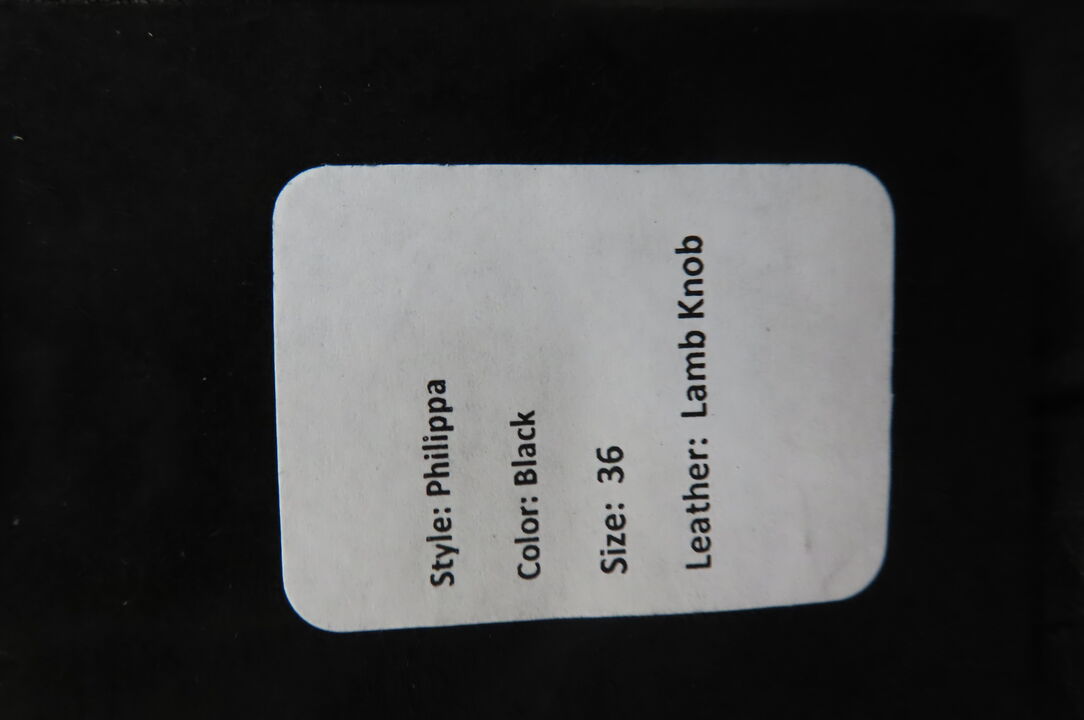 Style: Philippa
Color: Black
Size: 36
Leather: Lamb Knob